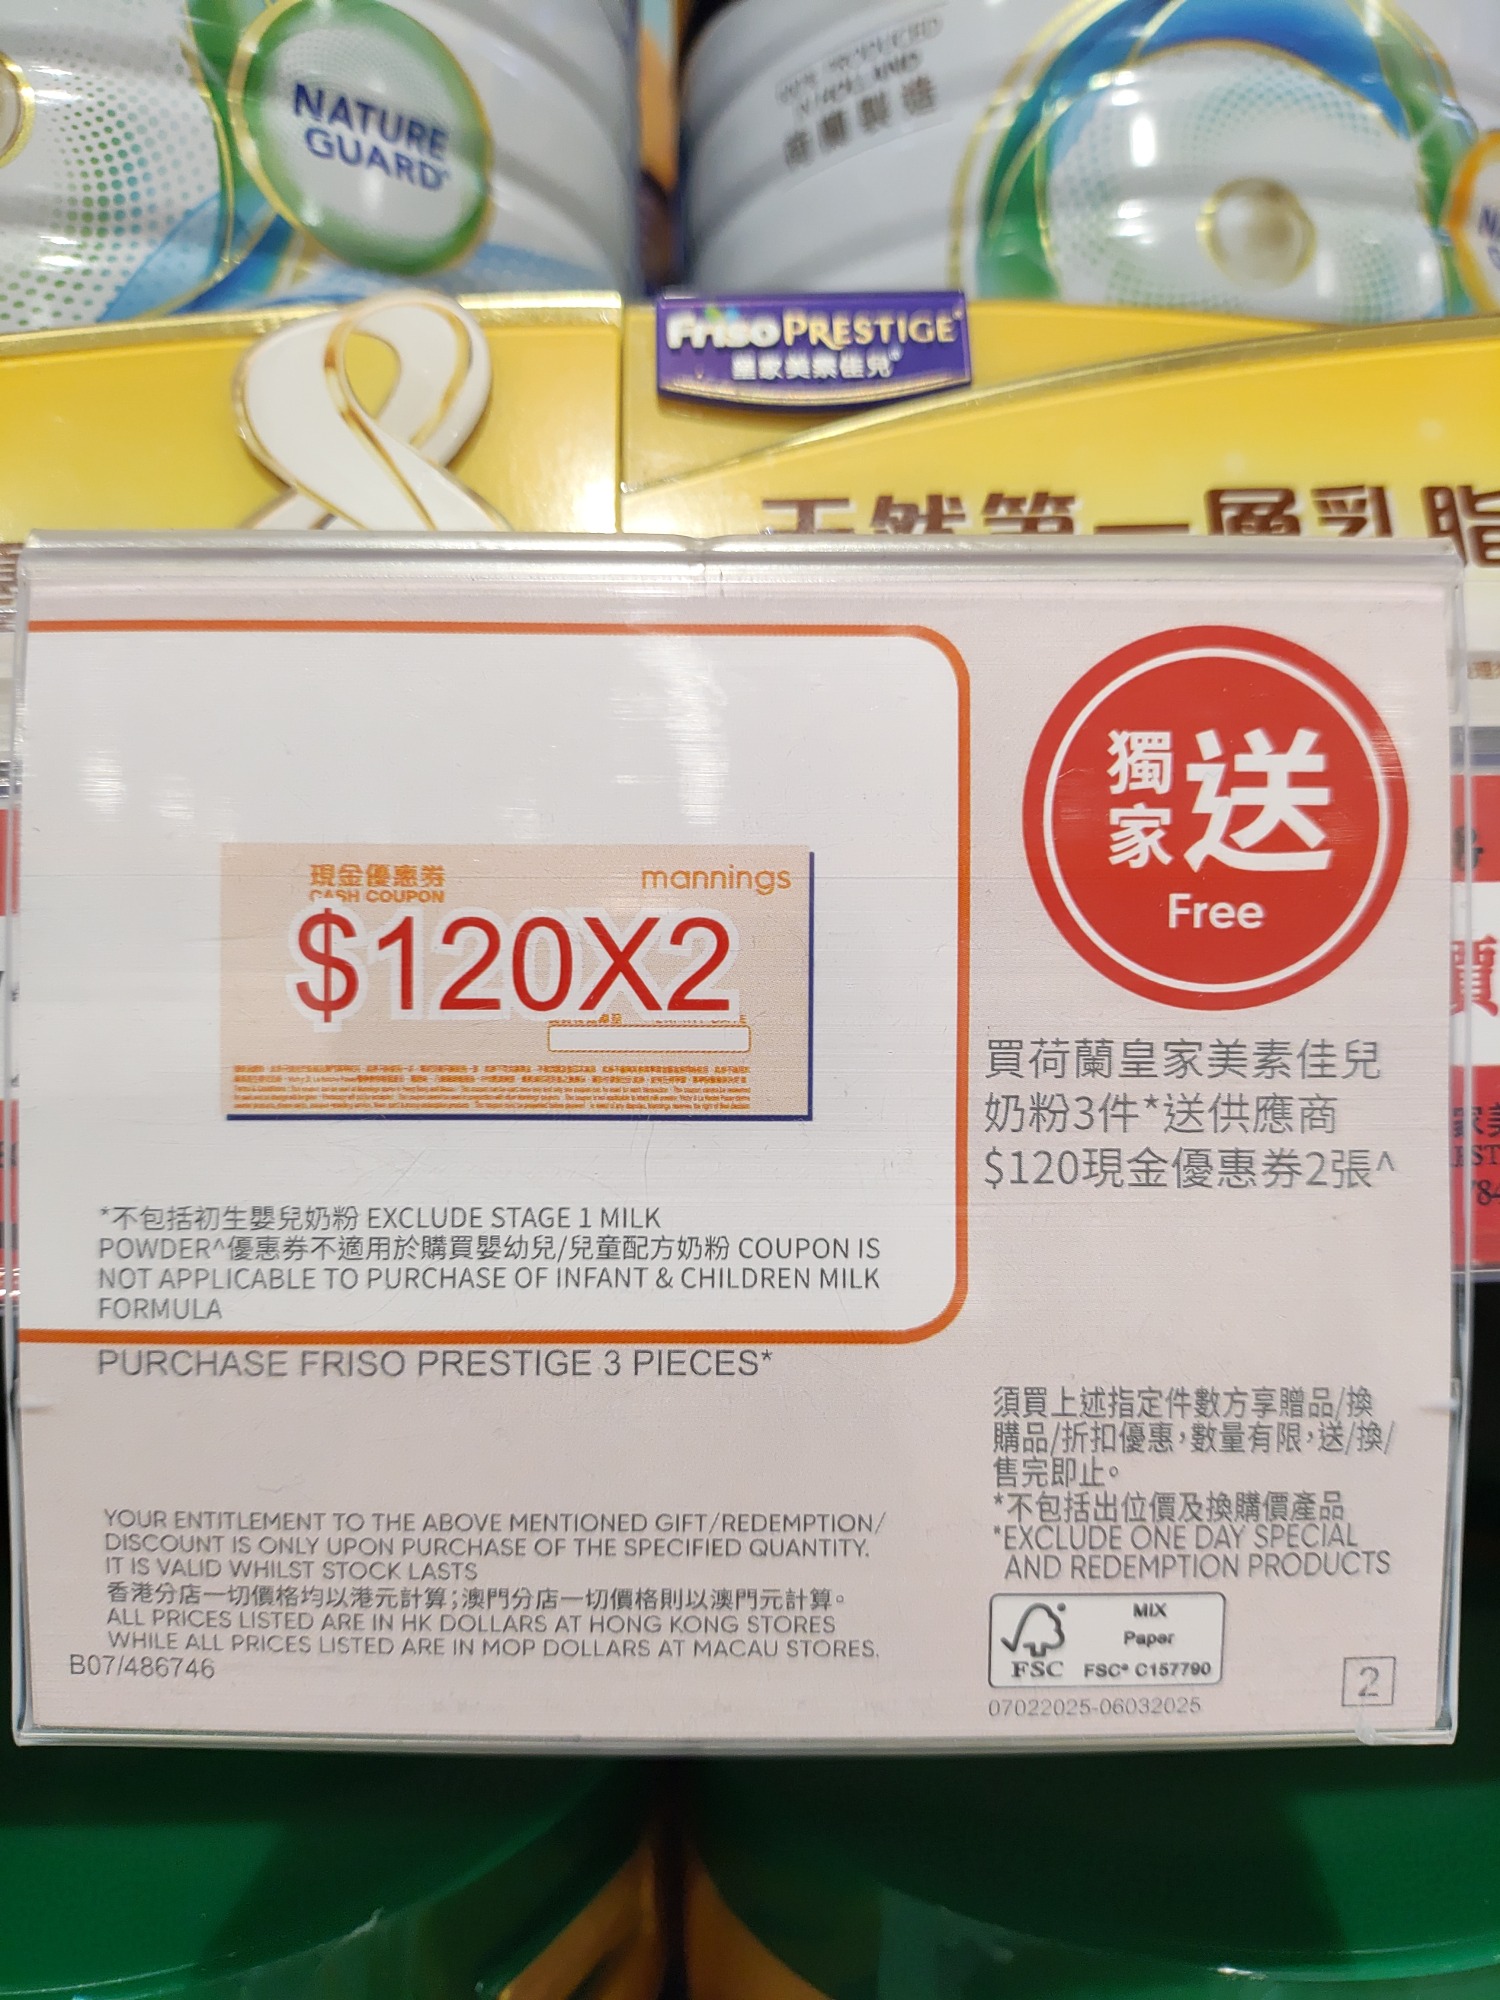 NATURE
GUARD
荷蘭製造
Friso PRESTIGE
皇家美素佳兒
天然第一層乳脂
獨家送
Free
現金優惠券
mannings
CASH COUPON
$120X2
買荷蘭皇家美素佳兒
奶粉3件*送供應商
$120現金優惠券2張^
*不包括初生嬰兒奶粉 EXCLUDE STAGE 1 MILK
POWDER^優惠券不適用於購買嬰幼兒/兒童配方奶粉 COUPON IS
NOT APPLICABLE TO PURCHASE OF INFANT & CHILDREN MILK
FORMULA
PURCHASE FRISO PRESTIGE 3 PIECES*
須買上述指定件數方享贈品/換
購品/折扣優惠，數量有限，送/換/
售完即止。
*不包括出位價及換購價產品
*EXCLUDE ONE DAY SPECIAL
AND REDEMPTION PRODUCTS
YOUR ENTITLEMENT TO THE ABOVE MENTIONED GIFT/REDEMPTION/
DISCOUNT IS ONLY UPON PURCHASE OF THE SPECIFIED QUANTITY.
IT IS VALID WHILST STOCK LASTS
香港分店一切價格均以港元計算；澳門分店一切價格則以澳門元計算。
ALL PRICES LISTED ARE IN HK DOLLARS AT HONG KONG STORES
WHILE ALL PRICES LISTED ARE IN MOP DOLLARS AT MACAU STORES.
B07/486746
MIX
Paper
FSC
FSC® C157790
07022025-06032025
2